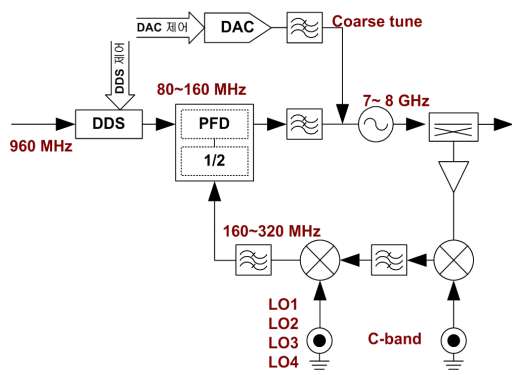 DAC 제어
DAC
Coarse tune
DDS 제어
80~160 MHz
7~ 8 GHz
DDS
PFD
960 MHz
1/2
160~320 MHz
LO1
LO2
LO3
LO4
C-band